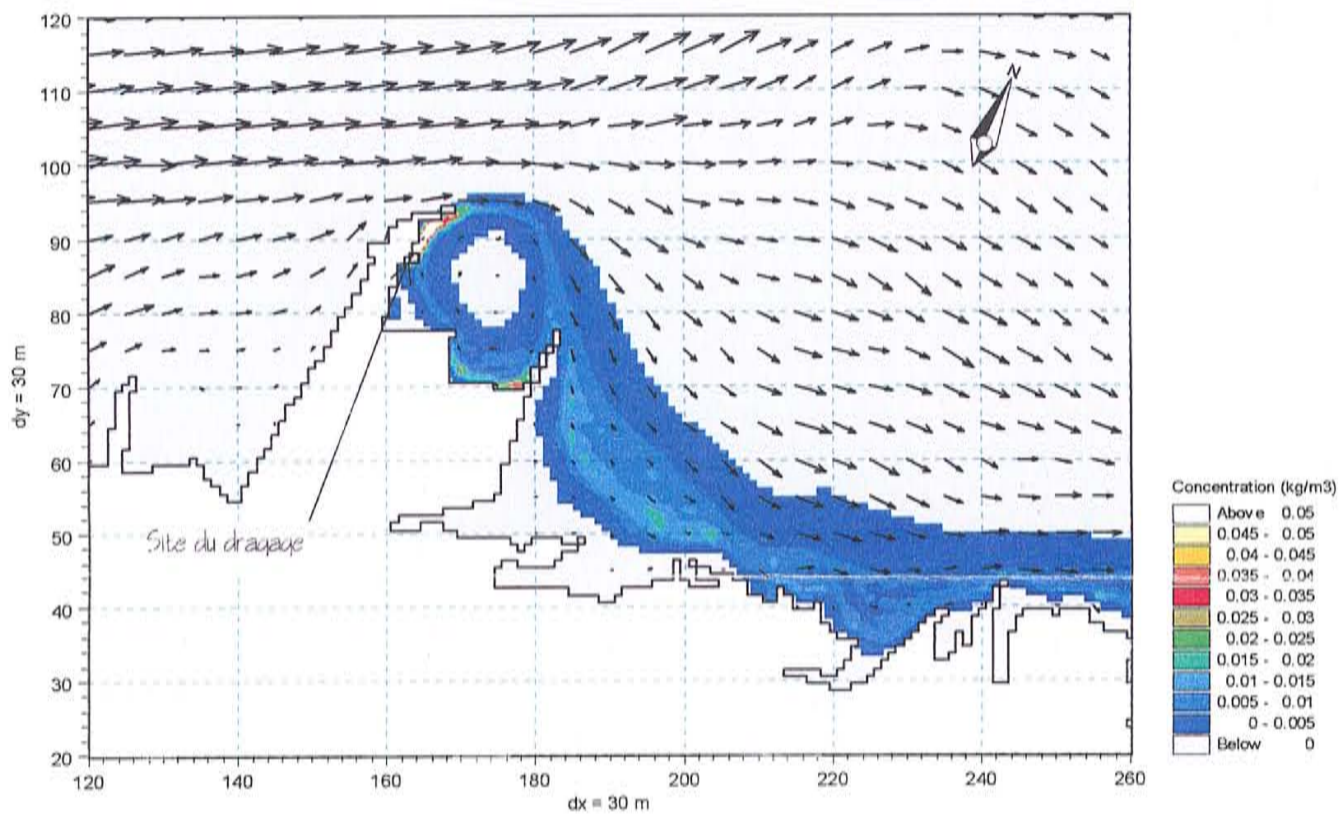 120
110
100
90
80
70
60
50
40
30
20
dy = 30 m
120
140
160
180
200
220
240
260
dx = 30 m
N
Site du dragage
Concentration (kg/m3)
Above 0.05
0.045 - 0.05
0.04 - 0.045
0.035 - 0.04
0.03 - 0.035
0.025 - 0.03
0.02 - 0.025
0.015 - 0.02
0.01 - 0.015
0.005 - 0.01
0 - 0.005
Below 0